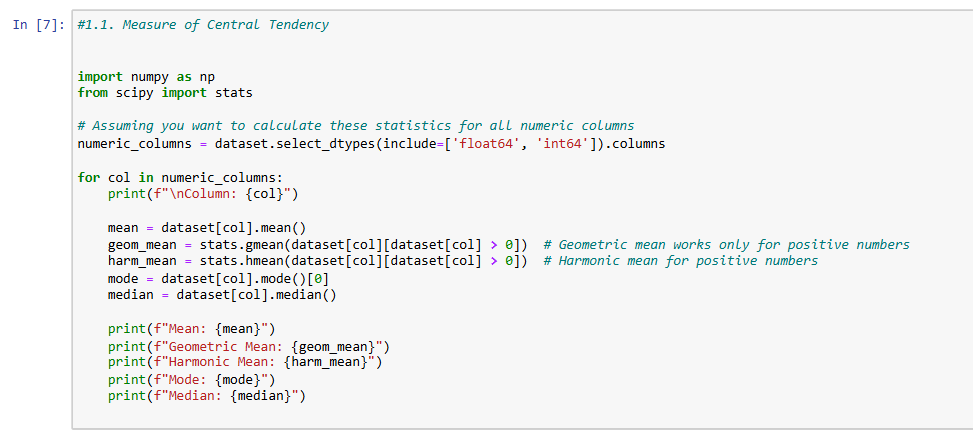 In [7]: #1.1. Measure of Central Tendency
import numpy as np
from scipy import stats
# Assuming you want to calculate these statistics for all numeric columns
numeric_columns = dataset.select_dtypes(include=['float64', 'int64']).columns
for col in numeric_columns:
    print(f"\nColumn: {col}")
    mean = dataset[col].mean()
    geom_mean = stats.gmean(dataset[col][dataset[col] > 0])  # Geometric mean works only for positive numbers
    harm_mean = stats.hmean(dataset[col][dataset[col] > 0])  # Harmonic mean for positive numbers
    mode = dataset[col].mode()[0]
    median = dataset[col].median()
    print(f"Mean: {mean}")
    print(f"Geometric Mean: {geom_mean}")
    print(f"Harmonic Mean: {harm_mean}")
    print(f"Mode: {mode}")
    print(f"Median: {median}")